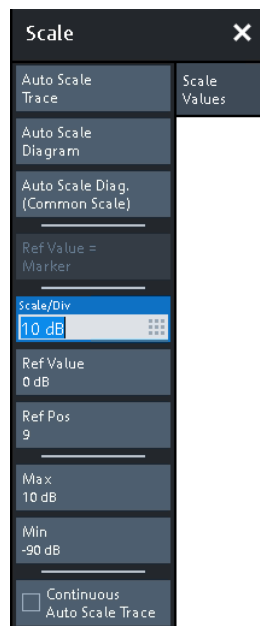 Scale
Auto Scale
Trace
Scale
Values
Auto Scale
Diagram
Auto Scale Diag.
(Common Scale)
Ref Value =
Marker
Scale/Div
10 dB
Ref Value
0 dB
Ref Pos
9
Max
10 dB
Min
-90 dB
Continuous
Auto Scale Trace